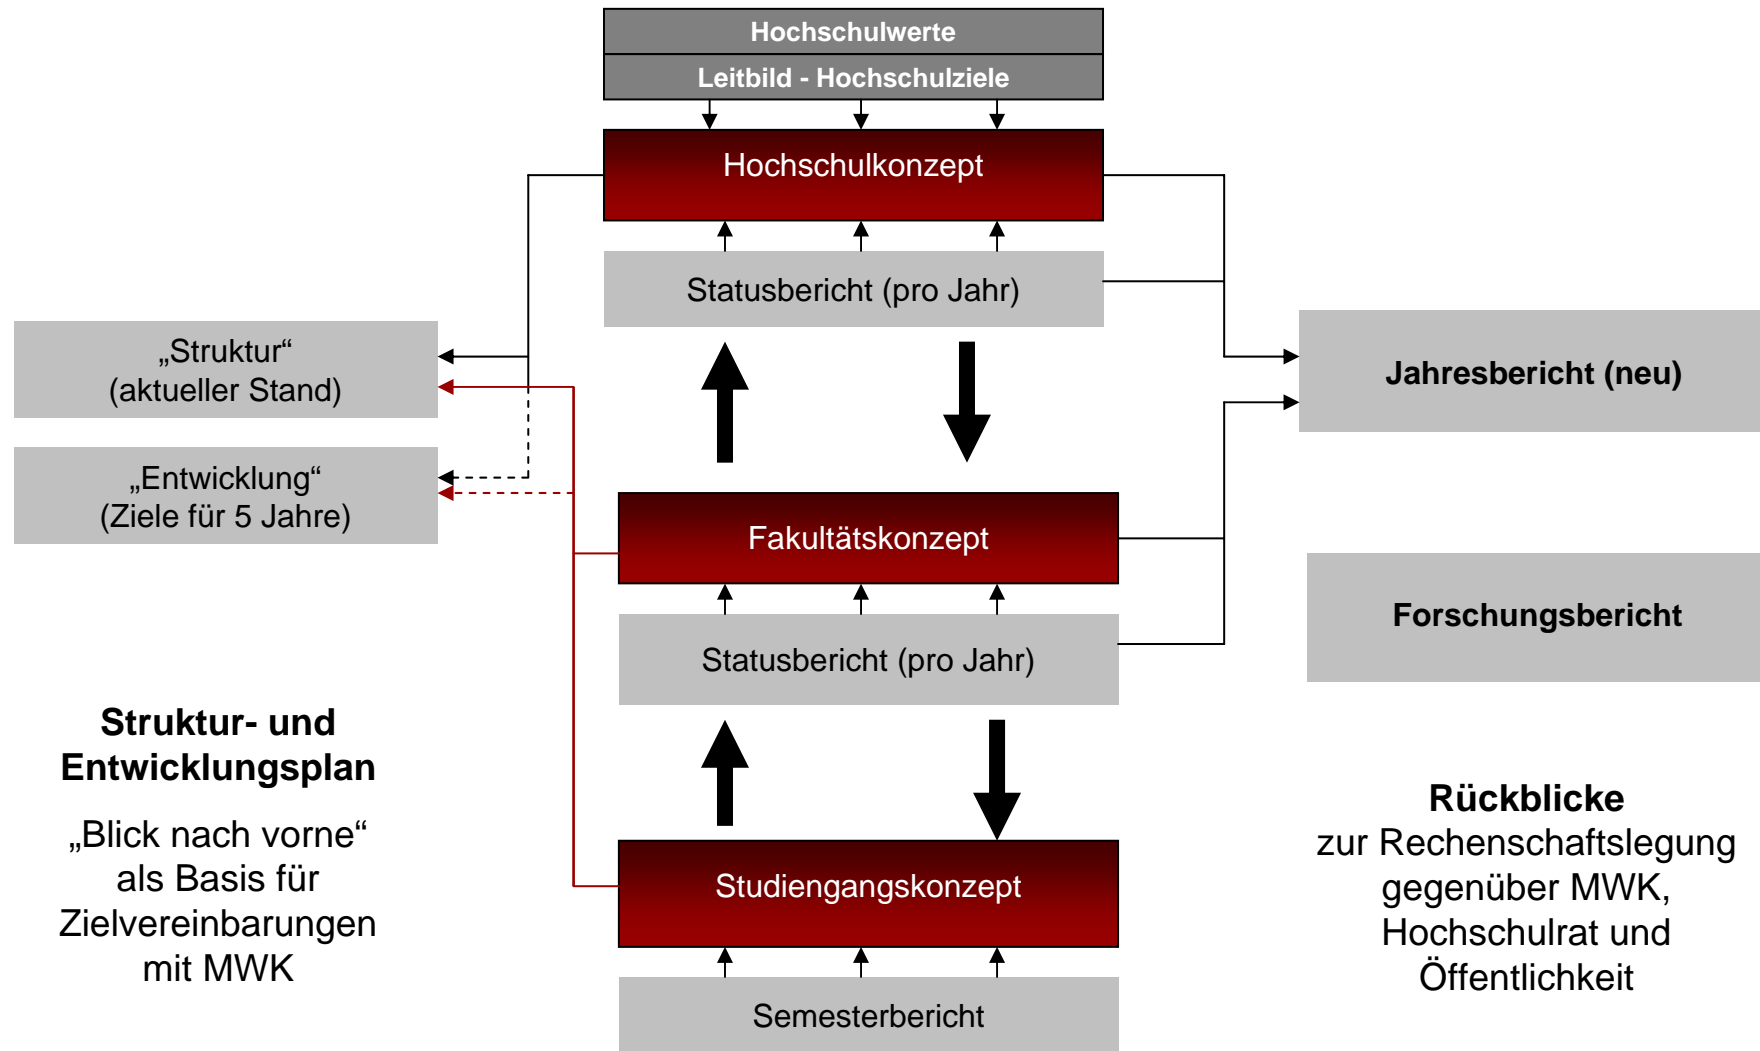 Hochschulwerte
Leitbild - Hochschulziele
Hochschulkonzept
Statusbericht (pro Jahr)
„Struktur“
(aktueller Stand)
„Entwicklung“
(Ziele für 5 Jahre)
Jahresbericht (neu)
Fakultätskonzept
Statusbericht (pro Jahr)
Forschungsbericht
Struktur- und
Entwicklungsplan
„Blick nach vorne“
als Basis für
Zielvereinbarungen
mit MWK
Studiengangskonzept
Semesterbericht
Rückblicke
zur Rechenschaftslegung
gegenüber MWK,
Hochschulrat und
Öffentlichkeit